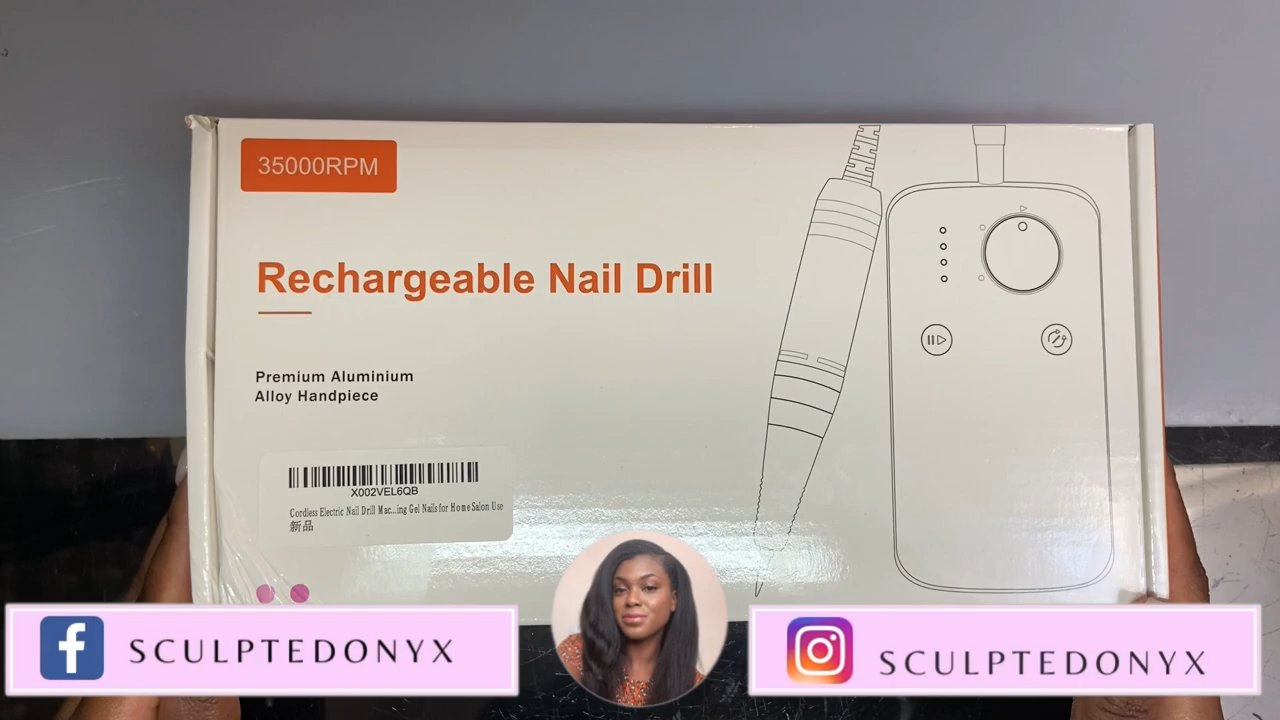 35000RPM
Rechargeable Nail Drill
Premium Aluminium
Alloy Handpiece
X002VEL6QB
Cordless Electric Nail Drill Mac...ing Gel Nails for Home Salon Use
新品
SCULPTEDONYX
SCULPTEDONYX